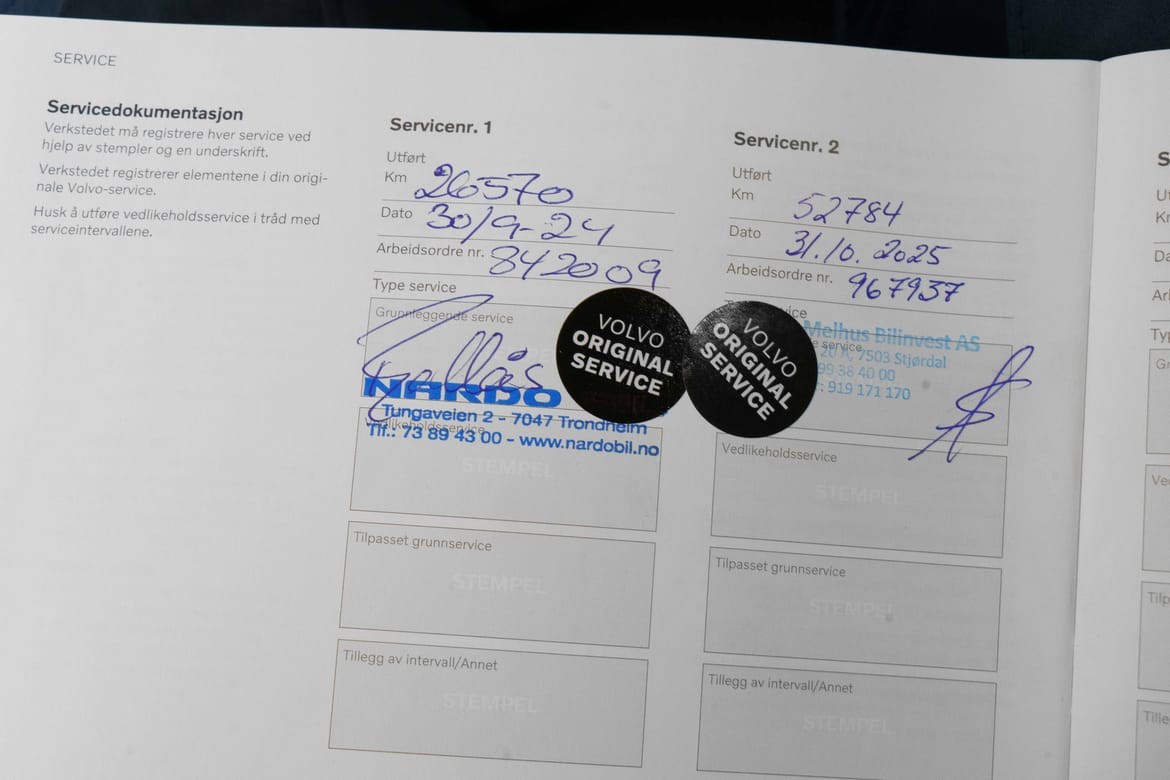 SERVICE
Servicedokumentasjon
Verkstedet må registrere hver service ved
hjelp av stempler og en underskrift.
Verkstedet registrerer elementene i din origi-
nale Volvo-service.
Husk å utføre vedlikeholdsservice i tråd med
serviceintervallene.
Servicenr. 1
Utført
Km 26570
Dato 30/9-24
Arbeidsordre nr. 842009
Type service
Grunnleggende service
NARDO
Tungaveien 2 - 7047 Trondheim
Tlf.: 73 89 43 00 - www.nardobil.no
Vedlikeholdsservice
STEMPEL
Tilpasset grunnservice
STEMPEL
Tillegg av intervall/Annet
STEMPEL
VOLVO
ORIGINAL
SERVICE
Servicenr. 2
Utført
Km 52784
Dato 31.10.2025
Arbeidsordre nr. 967937
VOLVO
ORIGINAL
SERVICE
Melhus Bilinvest AS
7503 Stjørdal
99 38 40 00
919 171 170
Vedlikeholdsservice
STEMPEL
Tilpasset grunnservice
STEMPEL
Tillegg av intervall/Annet
STEMPEL